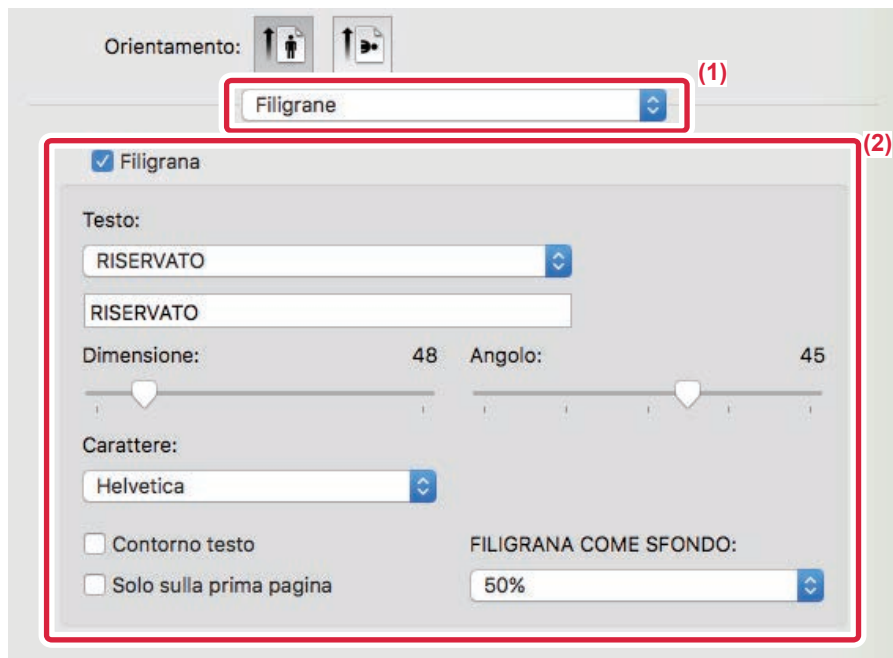 Orientamento:
(1)
Filigrane
(2)
Filigrana
Testo:
RISERVATO
RISERVATO
Dimensione: 48 Angolo: 45
Carattere:
Helvetica
Contorno testo FILIGRANA COME SFONDO:
Solo sulla prima pagina 50%